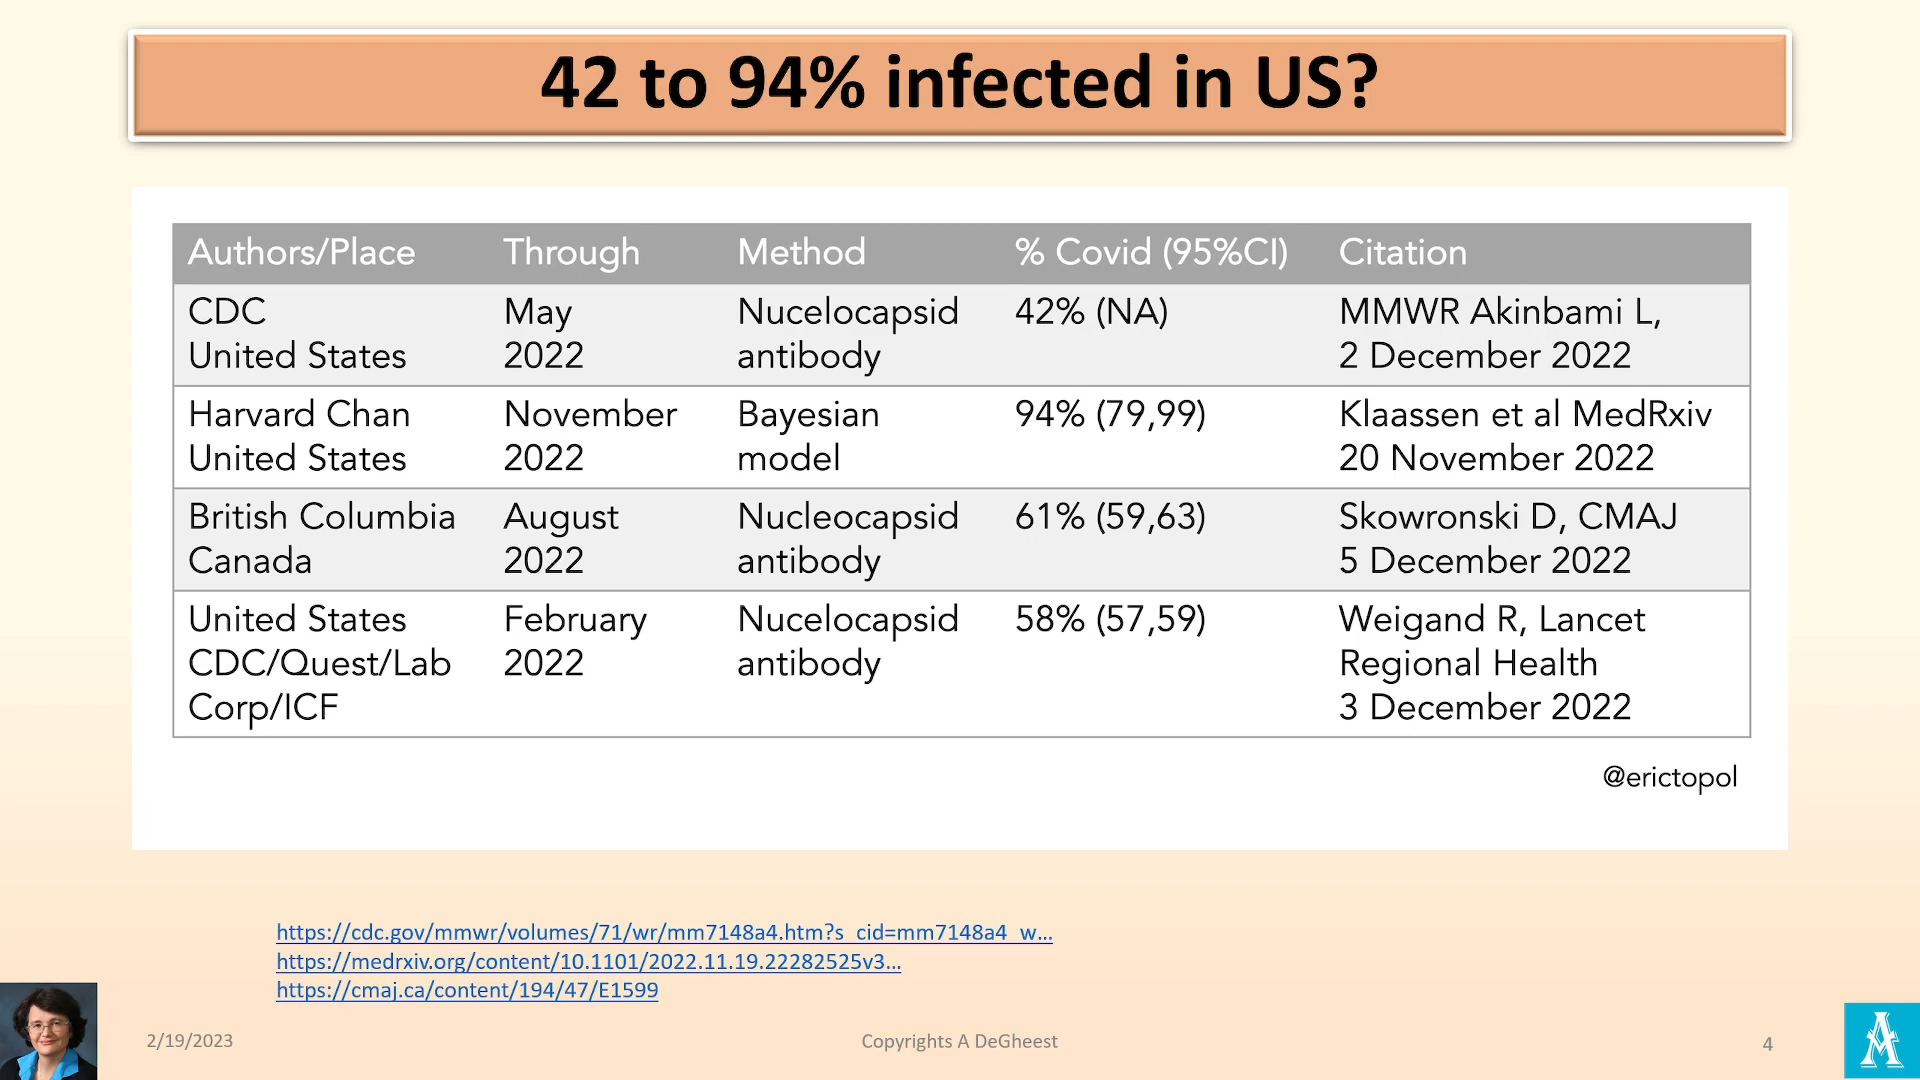 42 to 94% infected in US?
Authors/Place Through Method % Covid (95%CI) Citation
CDC May Nucelocapsid 42% (NA) MMWR Akinbami L,
United States 2022 antibody 2 December 2022
Harvard Chan November Bayesian 94% (79,99) Klaassen et al MedRxiv
United States 2022 model 20 November 2022
British Columbia August Nucleocapsid 61% (59,63) Skowronski D, CMAJ
Canada 2022 antibody 5 December 2022
United States February Nucelocapsid 58% (57,59) Weigand R, Lancet
CDC/Quest/Lab 2022 antibody Regional Health
Corp/ICF 3 December 2022
@erictopol
https://cdc.gov/mmwr/volumes/71/wr/mm7148a4.htm?s_cid=mm7148a4_w...
https://medrxiv.org/content/10.1101/2022.11.19.22282525v3...
https://cmaj.ca/content/194/47/E1599
2/19/2023 Copyrights A DeGheest 4
A